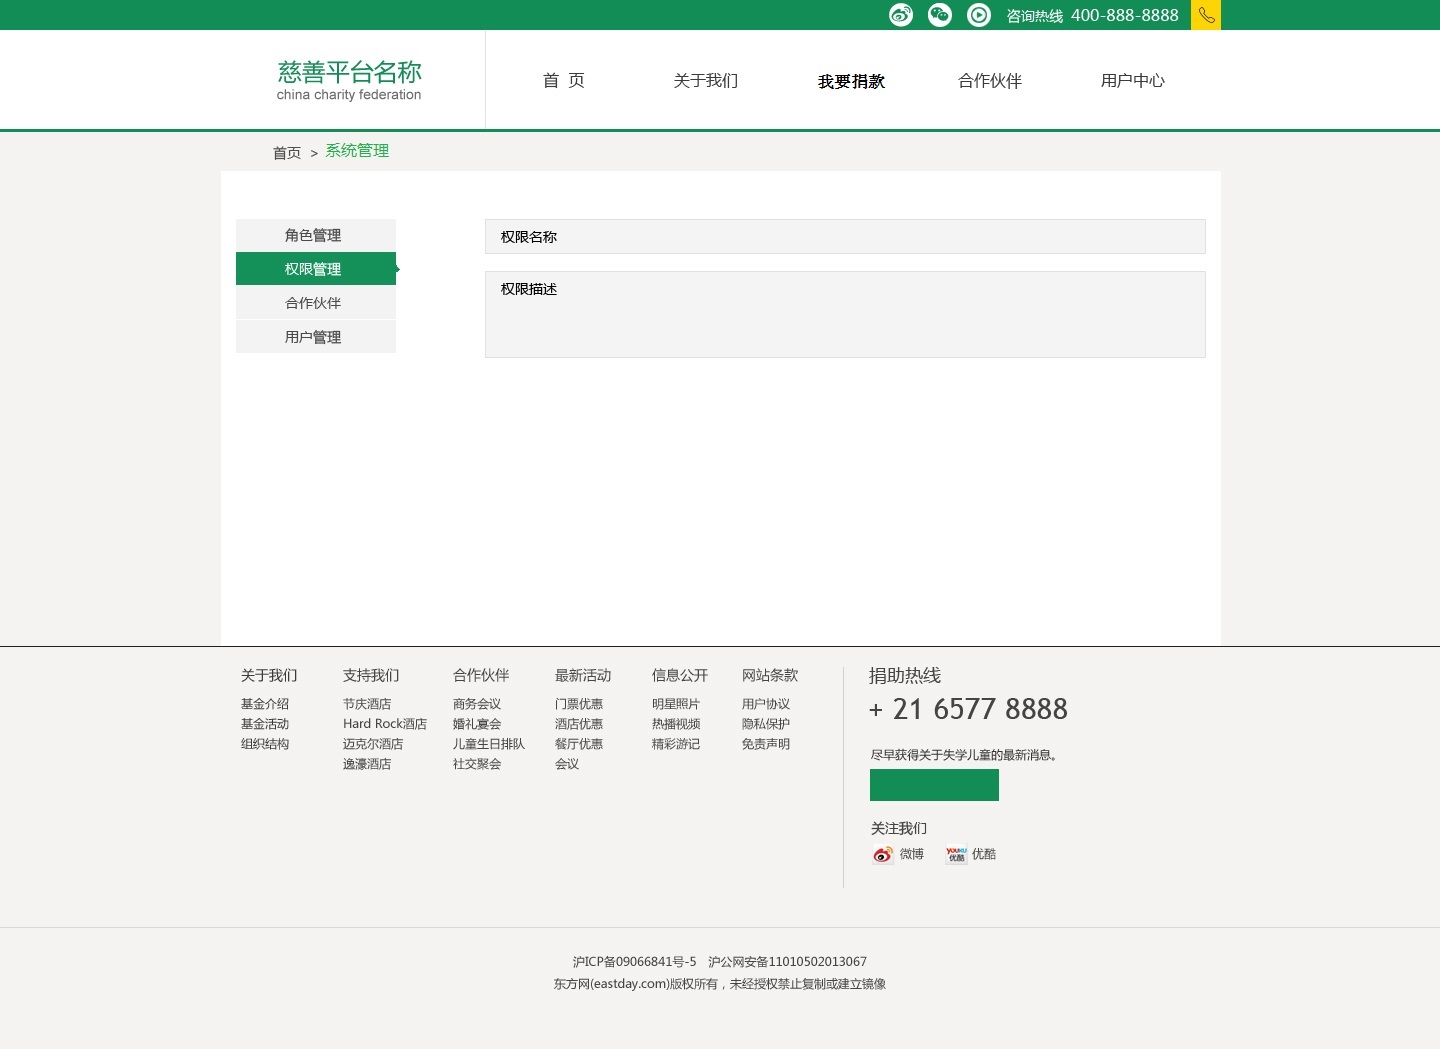 咨询热线 400-888-8888
慈善平台名称
china charity federation
首 页 关于我们 我要捐款 合作伙伴 用户中心
首页 > 系统管理
角色管理
权限管理
合作伙伴
用户管理
权限名称
权限描述
关于我们
基金介绍
基金活动
组织结构
支持我们
节庆酒店
Hard Rock酒店
迈克尔酒店
逸濠酒店
合作伙伴
商务会议
婚礼宴会
儿童生日排队
社交聚会
最新活动
门票优惠
酒店优惠
餐厅优惠
会议
信息公开
明星照片
热播视频
精彩游记
网站条款
用户协议
隐私保护
免责声明
捐助热线
+ 21 6577 8888
尽早获得关于失学儿童的最新消息。
关注我们
微博 YOUKU 优酷 优酷
沪ICP备09066841号-5 沪公网安备11010502013067
东方网(eastday.com)版权所有，未经授权禁止复制或建立镜像